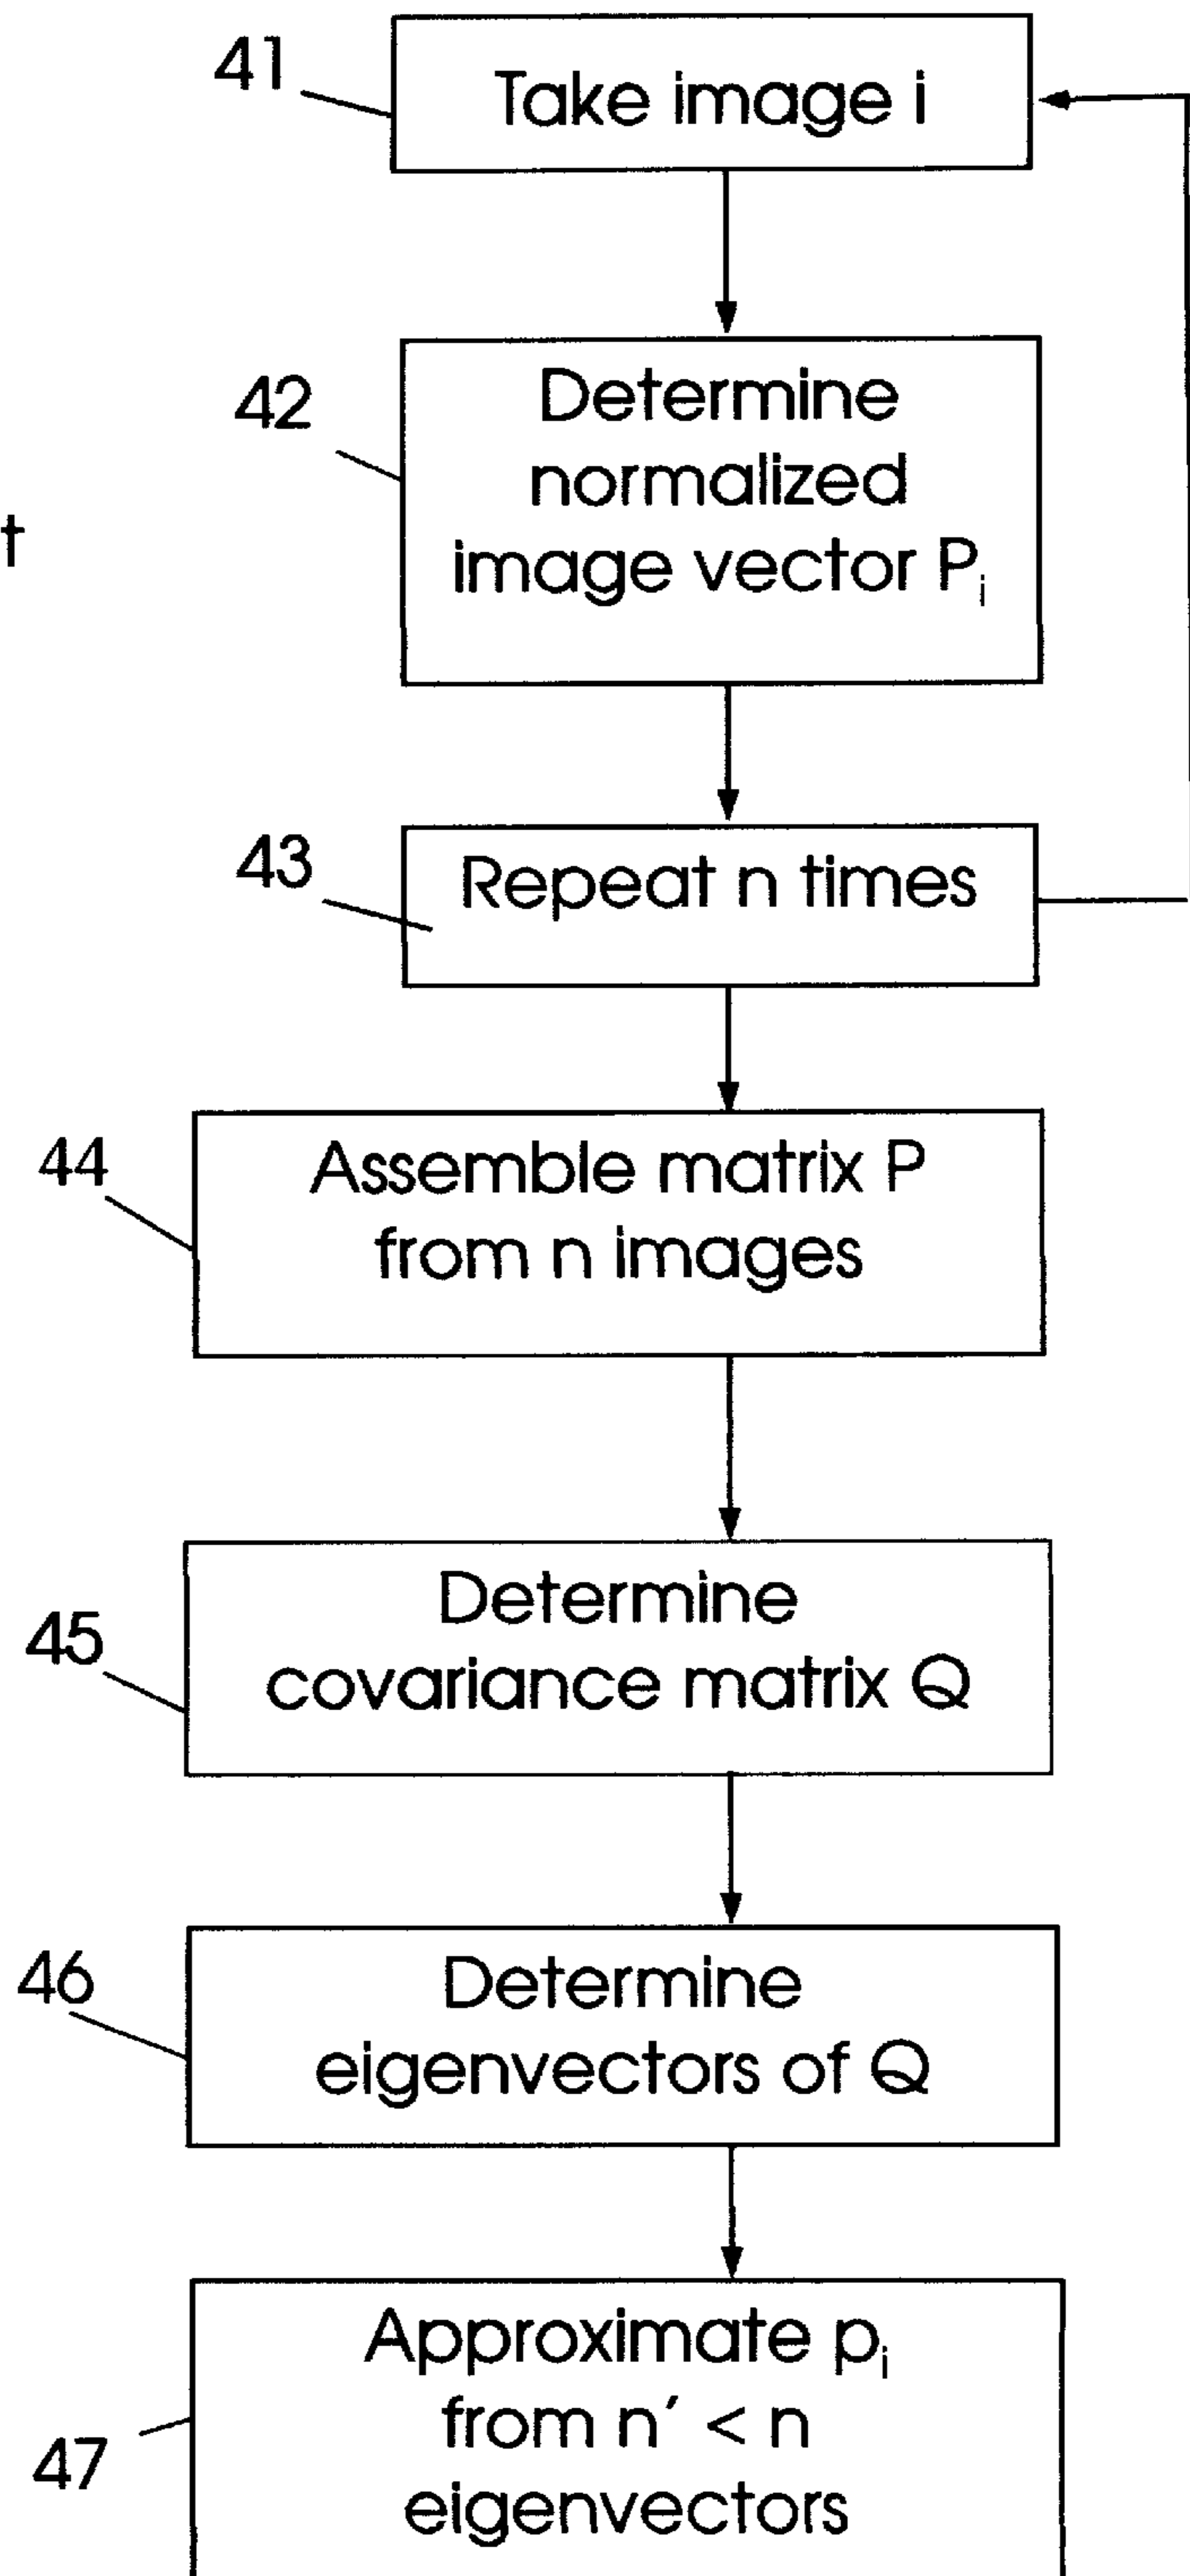 41
Take image i
42
Determine
normalized
image vector Pᵢ
t
43
Repeat n times
44
Assemble matrix P
from n images
45
Determine
covariance matrix Q
46
Determine
eigenvectors of Q
47
Approximate pᵢ
from n′ < n
eigenvectors